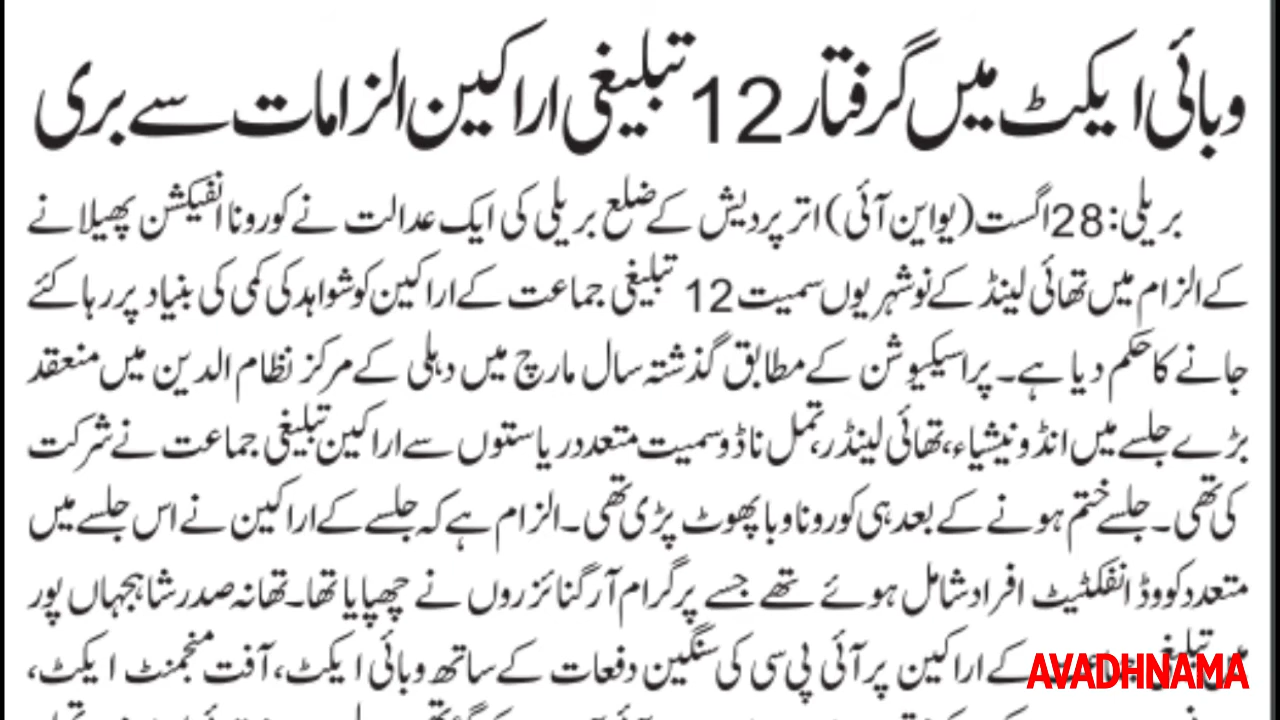 وبائی ایکٹ میں گرفتار 12 تبلیغی اراکین الزامات سے بری
بریلی:28اگست(یواین آئی) اترپردیش کے ضلع بریلی کی ایک عدالت نے کورونا انفیکشن پھیلانے
کے الزام میں تھائی لینڈ کے نوشہریوں سمیت 12 تبلیغی جماعت کے اراکین کو شواہد کی کمی کی بنیاد پر رہا کئے
جانے کا حکم دیا ہے۔ پراسیکیوشن کے مطابق گذشتہ سال مارچ میں دہلی کے مرکز نظام الدین میں منعقد
بڑے جلسے میں انڈونیشیاء، تھائی لینڈر، تمل ناڈو سمیت متعدد ریاستوں سے اراکین تبلیغی جماعت نے شرکت
کی تھی۔ جلسے ختم ہونے کے بعد ہی کورونا وبا پھوٹ پڑی تھی۔ الزام ہے کہ جلسے کے اراکین نے اس جلسے میں
متعدد کووڈ انفکٹیٹ افراد شامل ہوئے تھے جسے پرگرام آرگنائزروں نے چھپایا تھا۔ تھانہ صدر شاہجہاں پور
میں تبلیغی کے اراکین پر آئی پی سی کی سنگین دفعات کے ساتھ وبائی ایکٹ، آفت منجمنٹ ایکٹ،
AVADHNAMA